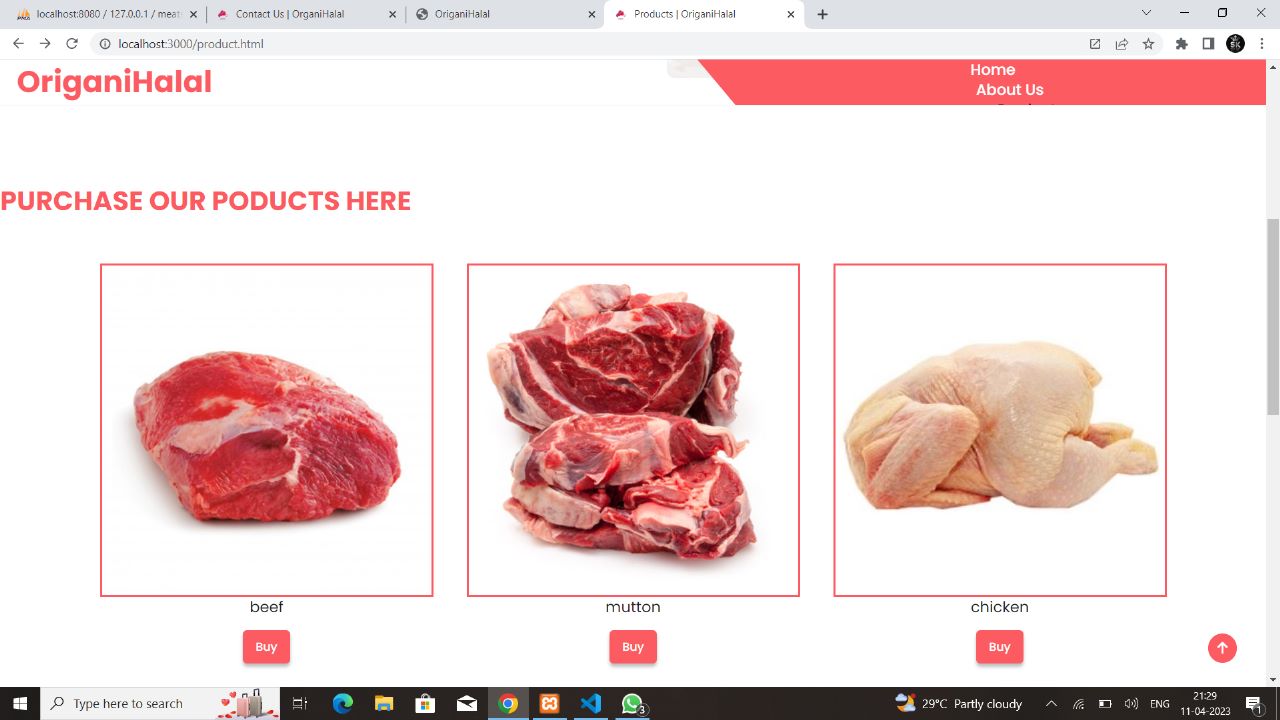 localhost:8080 / 127.0.0.1 / meat
Contact Us | OrganiHalal
OriganiHalal
Products | OriganiHalal
localhost:3000/product.html
OriganiHalal
Home
About Us
PURCHASE OUR PODUCTS HERE
beef
mutton
chicken
Buy
Buy
Buy
Type here to search
3
29°C Partly cloudy
ENG
21:29
11-04-2023
1